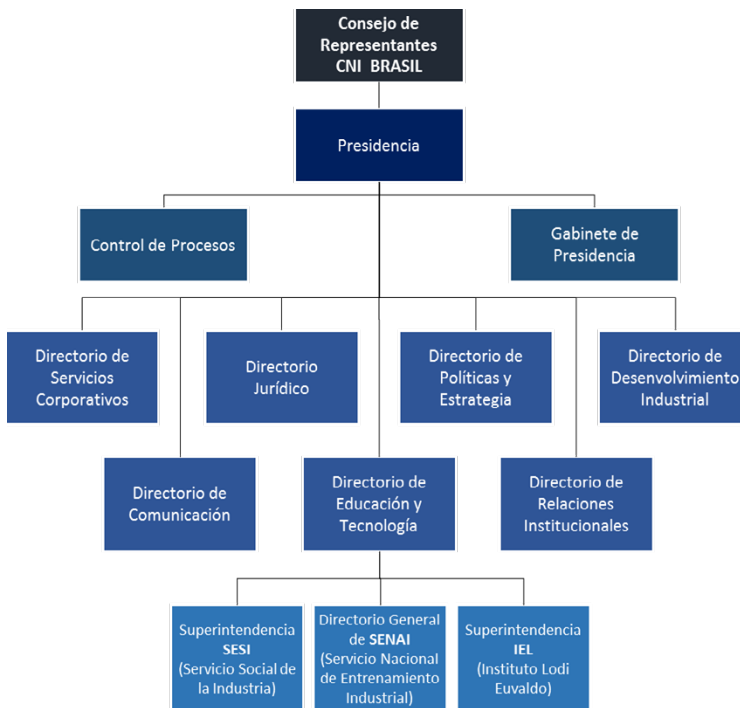 Consejo de
Representantes
CNI BRASIL
Presidencia
Control de Procesos
Gabinete de
Presidencia
Directorio de
Servicios
Corporativos
Directorio
Jurídico
Directorio de
Políticas y
Estrategia
Directorio de
Desenvolvimiento
Industrial
Directorio de
Comunicación
Directorio de
Educación y
Tecnología
Directorio de
Relaciones
Institucionales
Superintendencia
SESI
(Servicio Social de
la Industria)
Directorio General
de SENAI
(Servicio Nacional
de Entrenamiento
Industrial)
Superintendencia
IEL
(Instituto Lodi
Euvaldo)